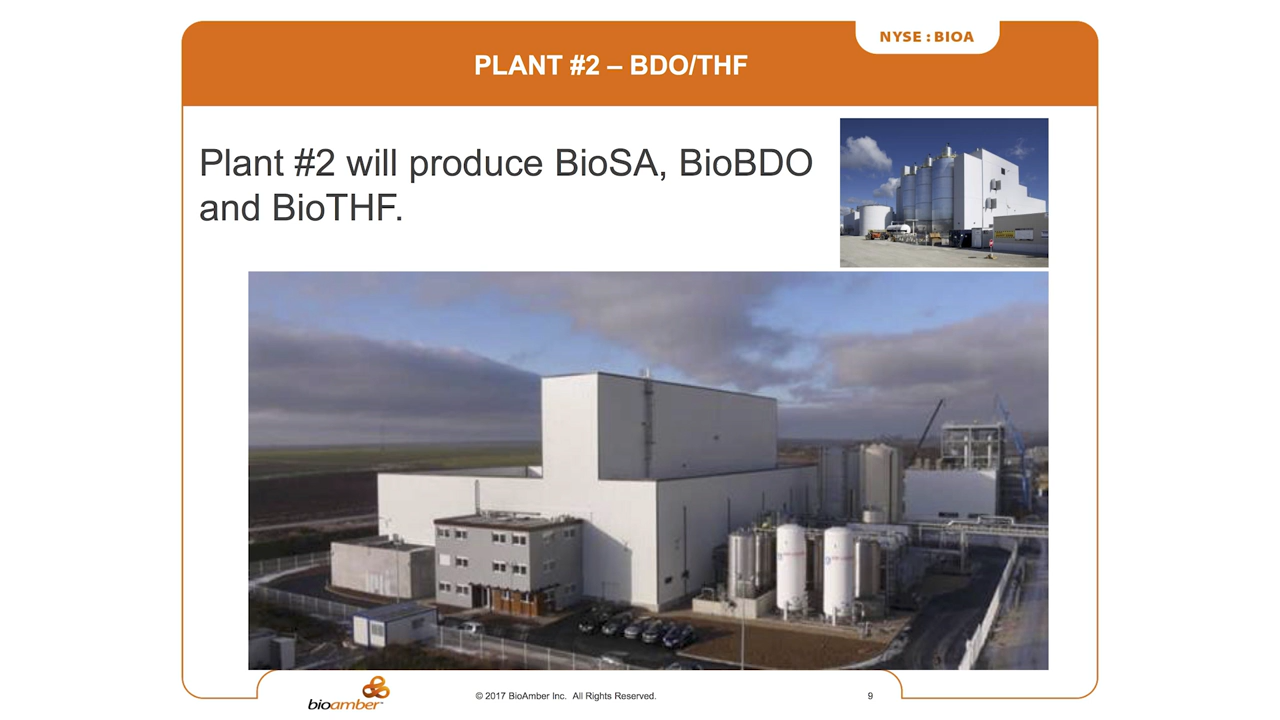 NYSE : BIOA
PLANT #2 – BDO/THF
Plant #2 will produce BioSA, BioBDO
and BioTHF.
bioamber™
© 2017 BioAmber Inc. All Rights Reserved.
9